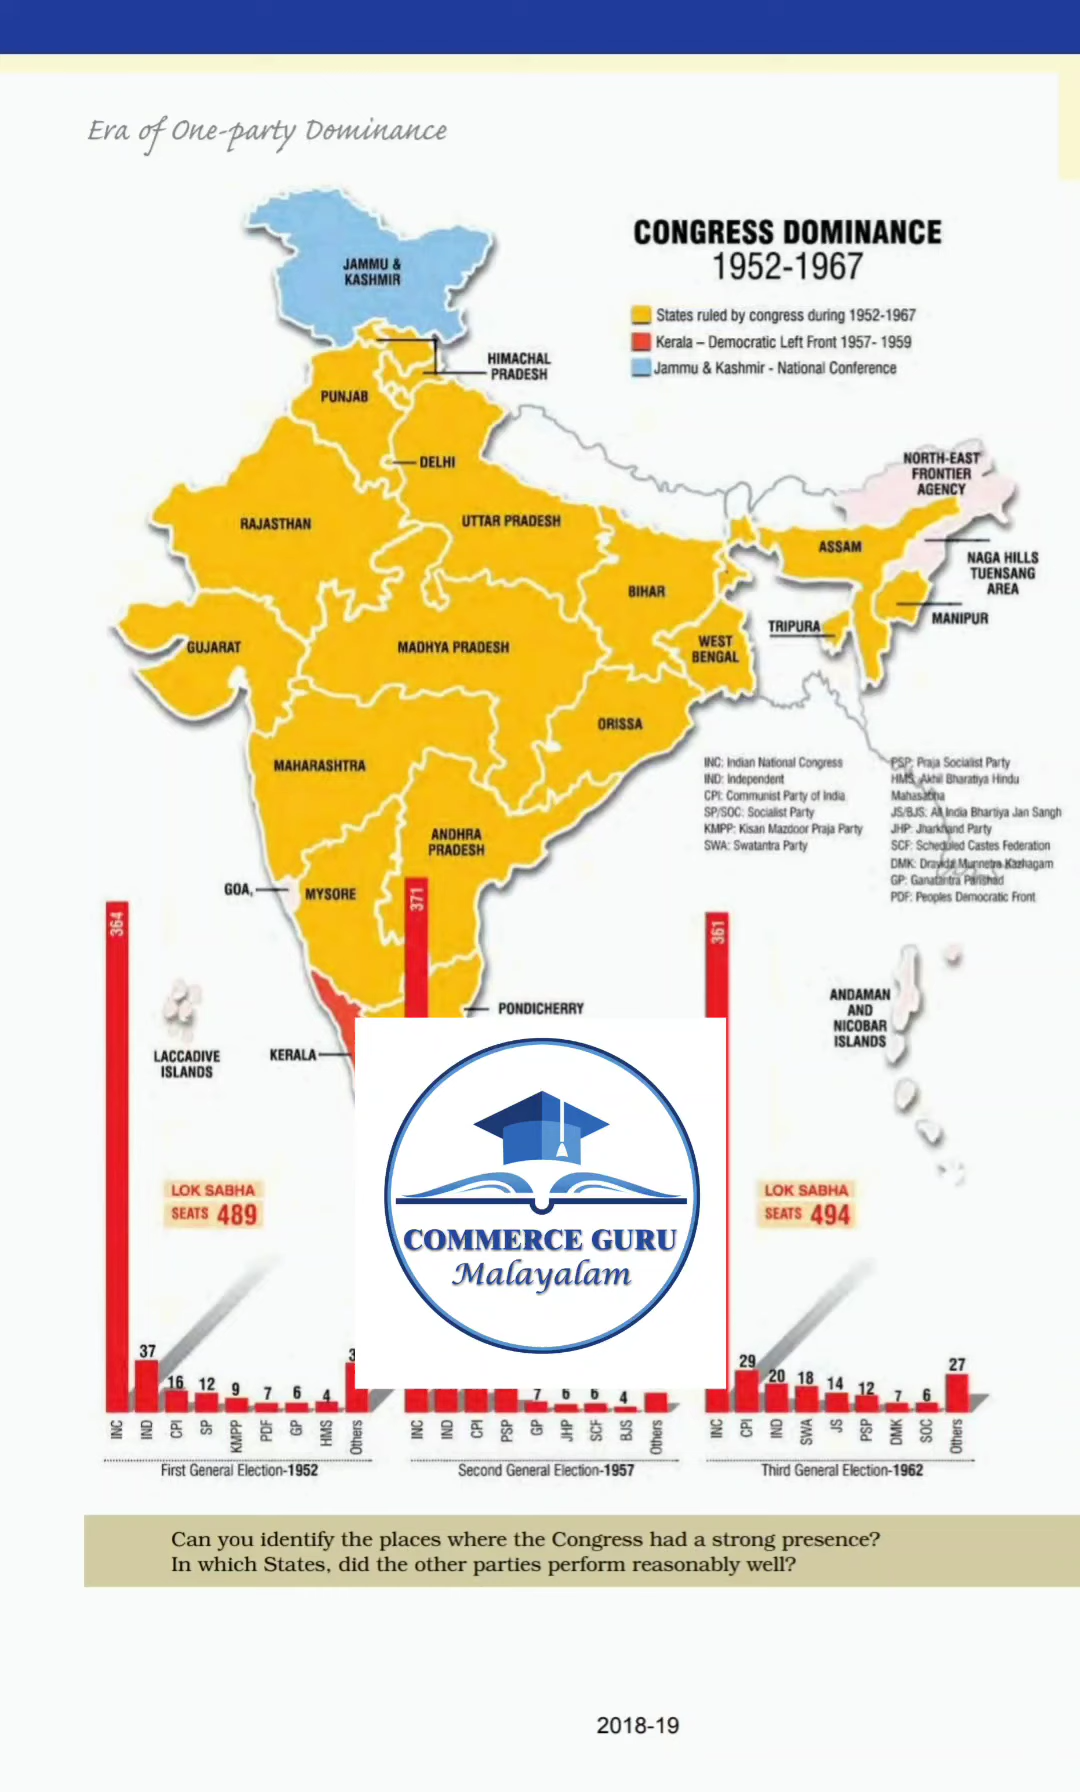 Era of One-party Dominance
CONGRESS DOMINANCE
1952-1967
States ruled by congress during 1952-1967
Kerala – Democratic Left Front 1957- 1959
Jammu & Kashmir - National Conference
JAMMU &
KASHMIR
HIMACHAL
PRADESH
PUNJAB
DELHI
RAJASTHAN
UTTAR PRADESH
NORTH-EAST
FRONTIER
AGENCY
ASSAM
NAGA HILLS
TUENSANG
AREA
BIHAR
MANIPUR
TRIPURA
GUJARAT
MADHYA PRADESH
WEST
BENGAL
ORISSA
MAHARASHTRA
ANDHRA
PRADESH
GOA,
MYSORE
PONDICHERRY
KERALA
LACCADIVE
ISLANDS
ANDAMAN
AND
NICOBAR
ISLANDS
INC: Indian National Congress
IND: Independent
CPI: Communist Party of India
SP/SOC: Socialist Party
KMPP: Kisan Mazdoor Praja Party
SWA: Swatantra Party
PSP: Praja Socialist Party
HMS: Akhil Bharatiya Hindu
Mahasabha
JS/BJS: All India Bhartiya Jan Sangh
JHP: Jharkhand Party
SCF: Scheduled Castes Federation
DMK: Dravida Munnetra Kazhagam
GP: Ganatantra Parishad
PDF: Peoples Democratic Front
LOK SABHA
SEATS 489
364
37
16
12
9
7
6
4
INC
IND
CPI
SP
KMPP
PDF
GP
HMS
Others
First General Election-1952
COMMERCE GURU
Malayalam
371
7
6
6
4
INC
IND
CPI
PSP
GP
JHP
SCF
BJS
Others
Second General Election-1957
LOK SABHA
SEATS 494
361
29
20
18
14
12
7
6
27
INC
CPI
IND
SWA
JS
PSP
DMK
SOC
Others
Third General Election-1962
Can you identify the places where the Congress had a strong presence?
In which States, did the other parties perform reasonably well?
2018-19